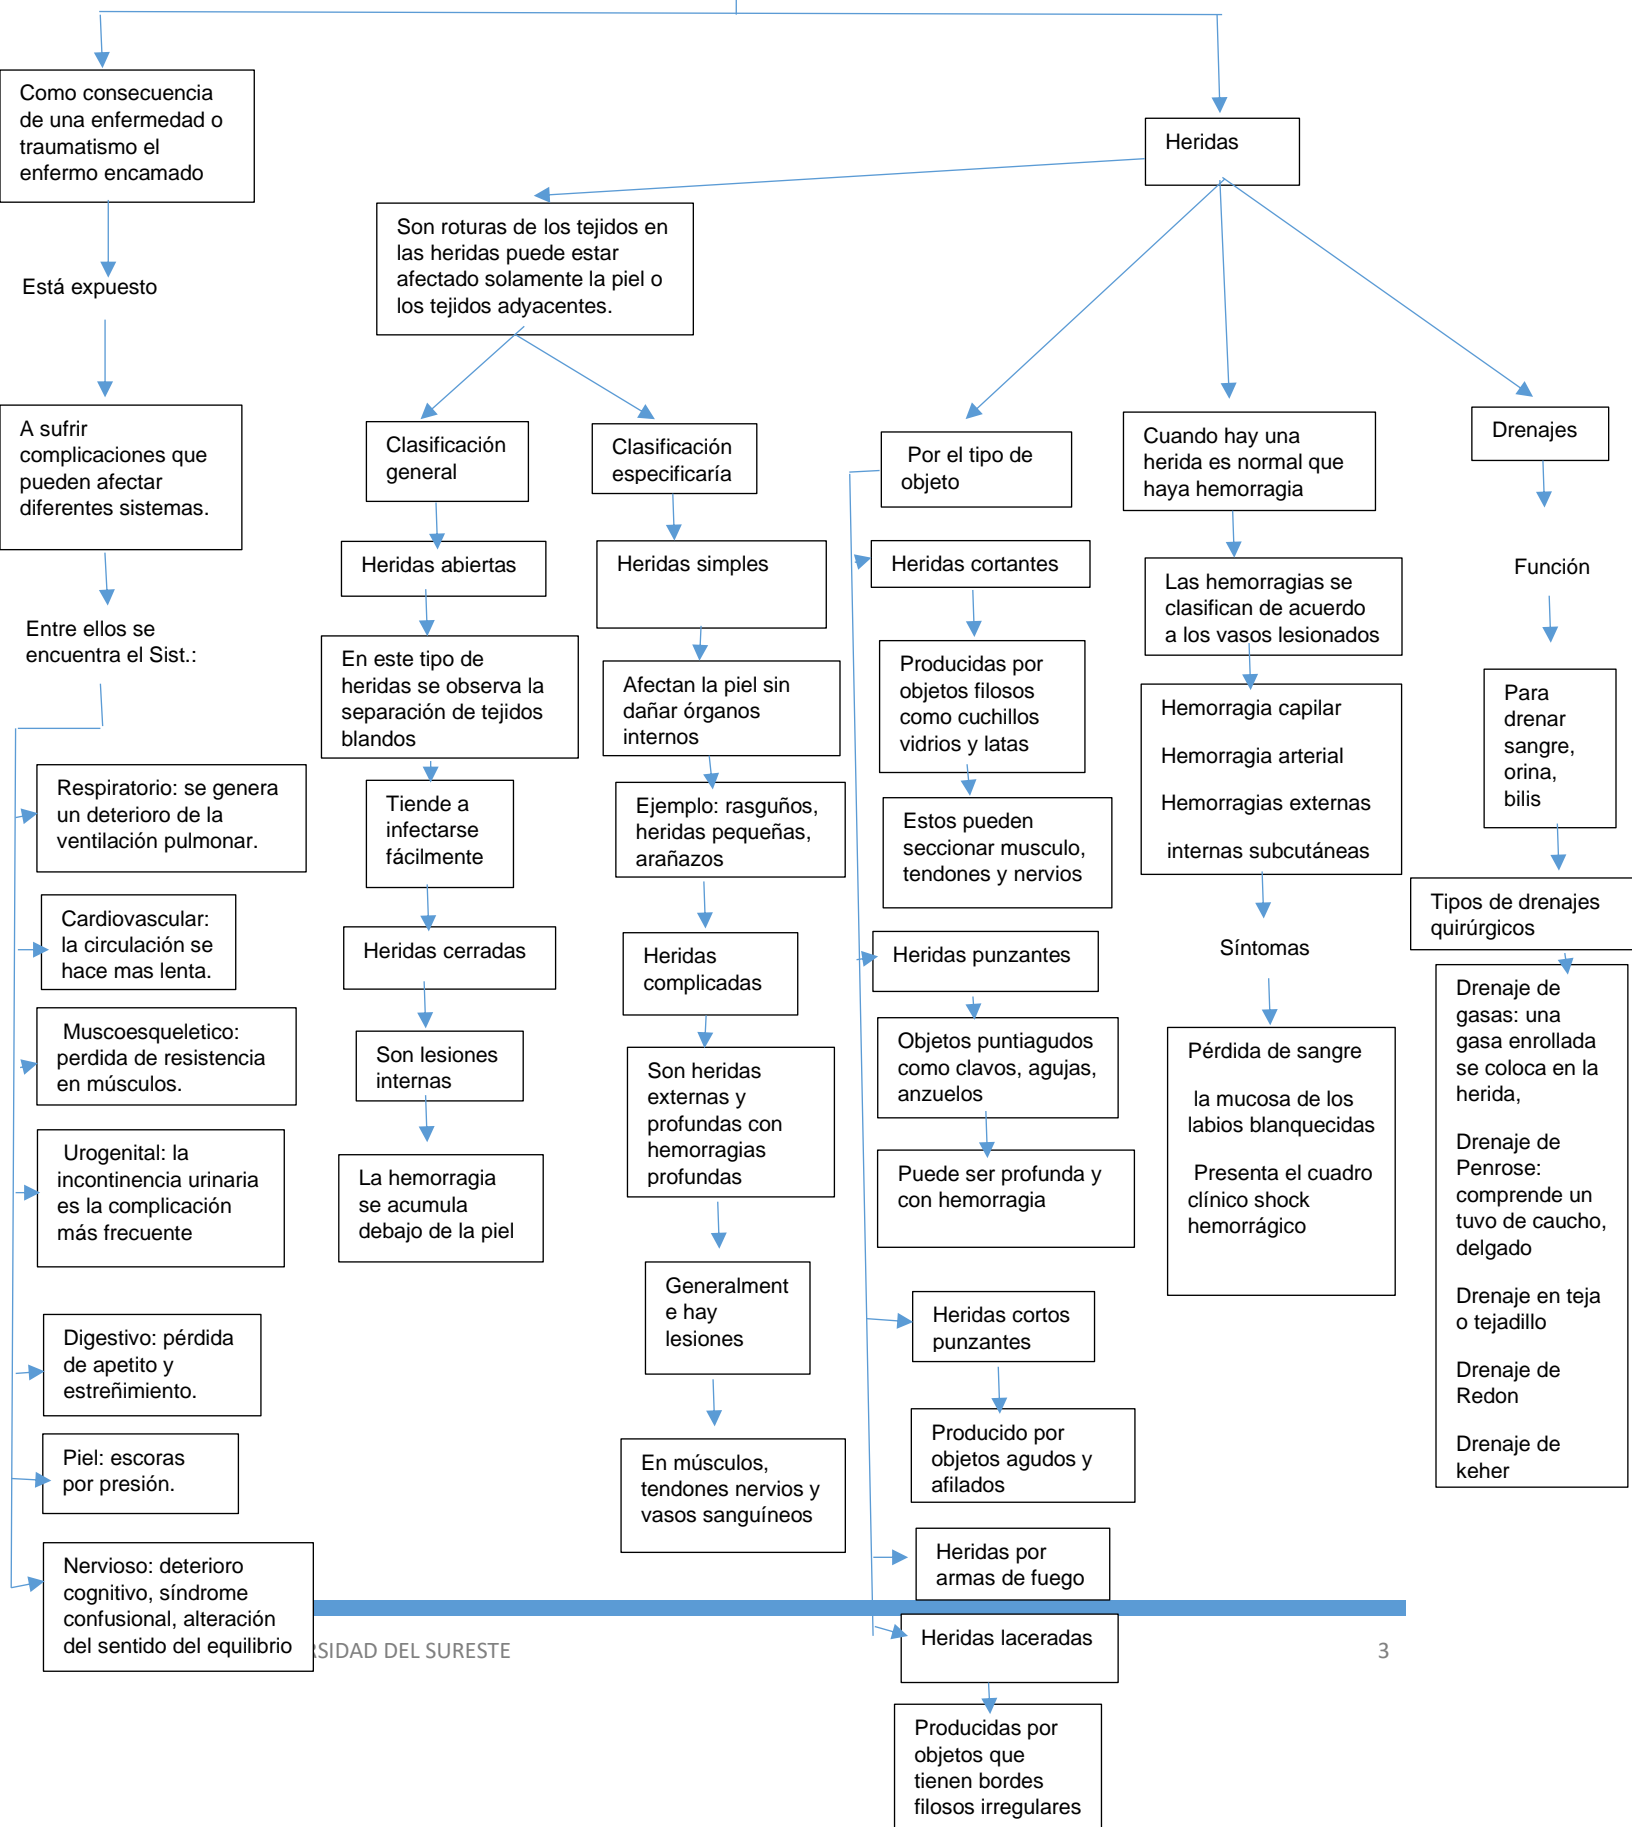 Como consecuencia
de una enfermedad o
traumatismo el
enfermo encamado
Está expuesto
A sufrir
complicaciones que
pueden afectar
diferentes sistemas.
Entre ellos se
encuentra el Sist.:
Respiratorio: se genera
un deterioro de la
ventilación pulmonar.
Cardiovascular:
la circulación se
hace mas lenta.
Muscoesqueletico:
perdida de resistencia
en músculos.
Urogenital: la
incontinencia urinaria
es la complicación
más frecuente
Digestivo: pérdida
de apetito y
estreñimiento.
Piel: escoras
por presión.
Nervioso: deterioro
cognitivo, síndrome
confusional, alteración
del sentido del equilibrio
Heridas
Son roturas de los tejidos en
las heridas puede estar
afectado solamente la piel o
los tejidos adyacentes.
Clasificación
general
Heridas abiertas
En este tipo de
heridas se observa la
separación de tejidos
blandos
Tiende a
infectarse
fácilmente
Heridas cerradas
Son lesiones
internas
La hemorragia
se acumula
debajo de la piel
Clasificación
especificaría
Heridas simples
Afectan la piel sin
dañar órganos
internos
Ejemplo: rasguños,
heridas pequeñas,
arañazos
Heridas
complicadas
Son heridas
externas y
profundas con
hemorragias
profundas
Generalment
e hay
lesiones
En músculos,
tendones nervios y
vasos sanguíneos
Por el tipo de
objeto
Heridas cortantes
Producidas por
objetos filosos
como cuchillos
vidrios y latas
Estos pueden
seccionar musculo,
tendones y nervios
Heridas punzantes
Objetos puntiagudos
como clavos, agujas,
anzuelos
Puede ser profunda y
con hemorragia
Heridas cortos
punzantes
Producido por
objetos agudos y
afilados
Heridas por
armas de fuego
Heridas laceradas
Producidas por
objetos que
tienen bordes
filosos irregulares
Cuando hay una
herida es normal que
haya hemorragia
Las hemorragias se
clasifican de acuerdo
a los vasos lesionados
Hemorragia capilar
Hemorragia arterial
Hemorragias externas
internas subcutáneas
Síntomas
Pérdida de sangre
la mucosa de los
labios blanquecidas
Presenta el cuadro
clínico shock
hemorrágico
Drenajes
Función
Para
drenar
sangre,
orina,
bilis
Tipos de drenajes
quirúrgicos
Drenaje de
gasas: una
gasa enrollada
se coloca en la
herida,
Drenaje de
Penrose:
comprende un
tuvo de caucho,
delgado
Drenaje en teja
o tejadillo
Drenaje de
Redon
Drenaje de
keher
RSIDAD DEL SURESTE
3